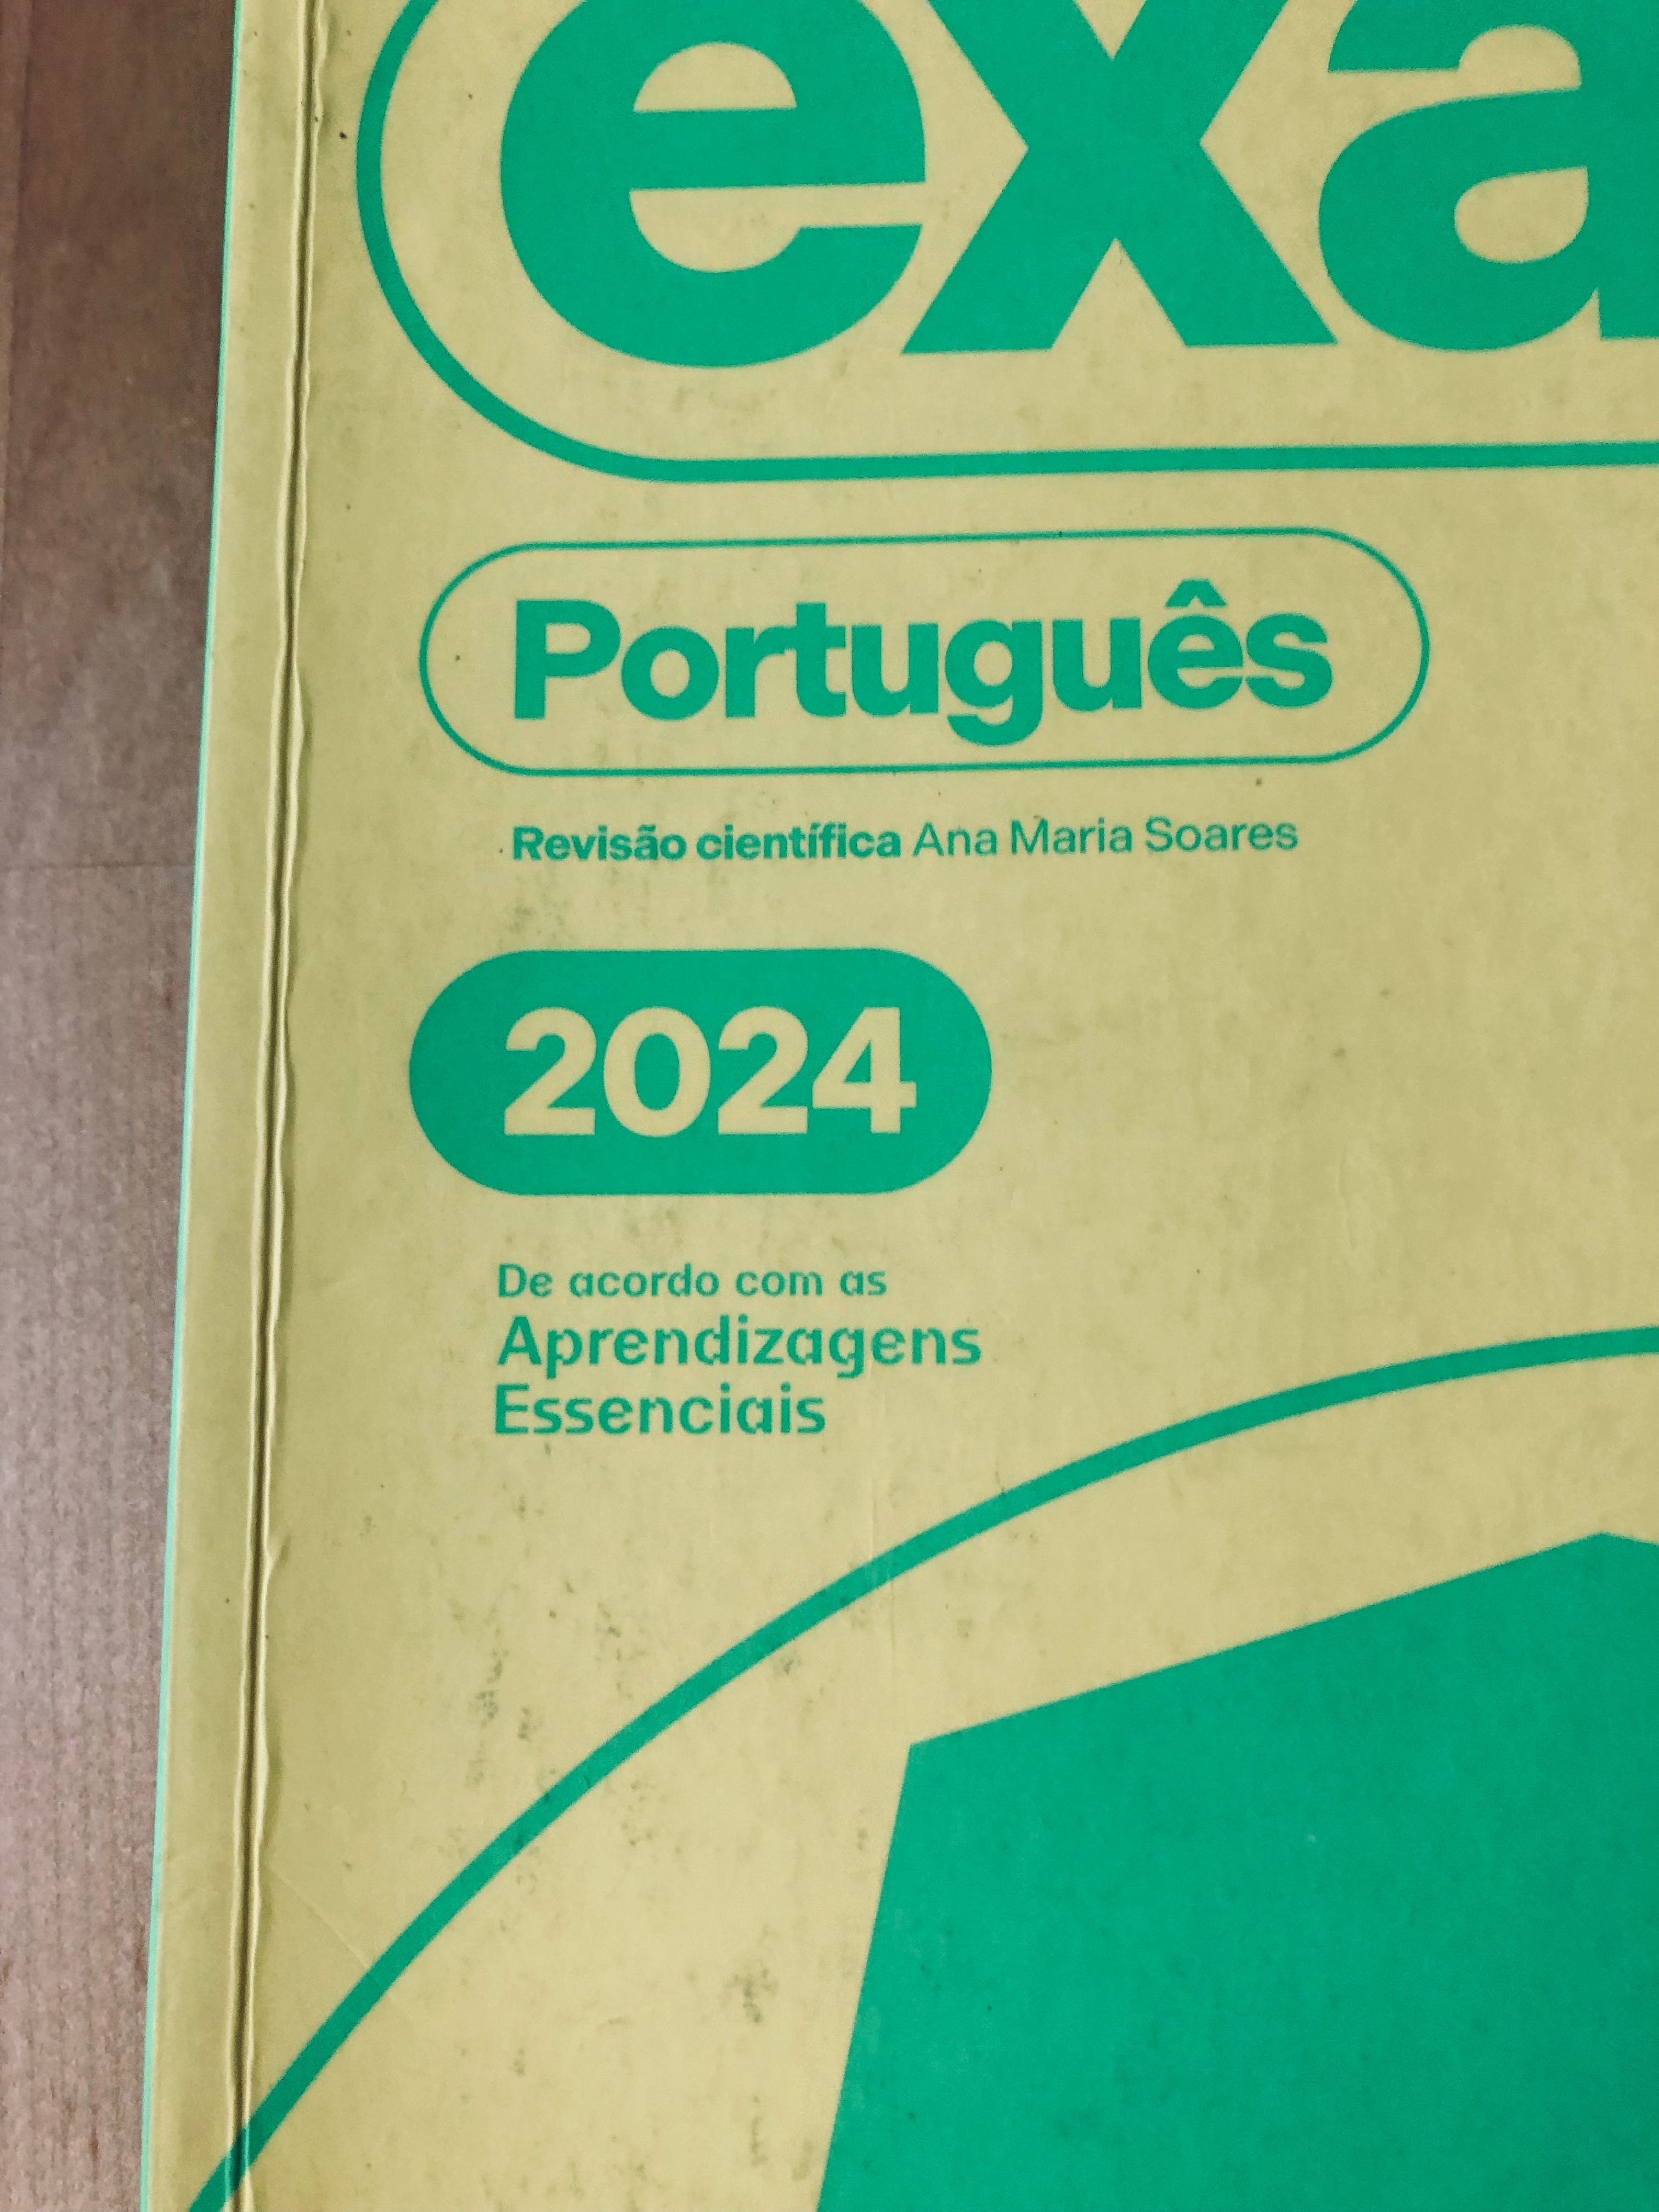 exa
Português
Revisão científica Ana Maria Soares
2024
De acordo com as
Aprendizagens
Essenciais